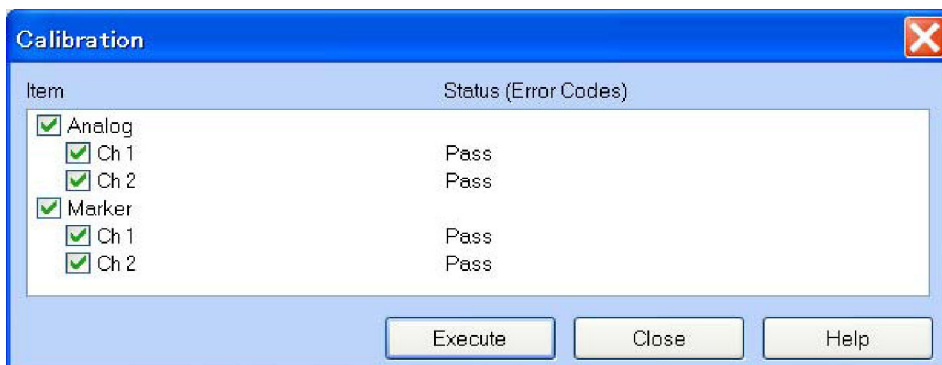 Calibration
Item Status (Error Codes)
Analog
Ch 1 Pass
Ch 2 Pass
Marker
Ch 1 Pass
Ch 2 Pass
Execute Close Help